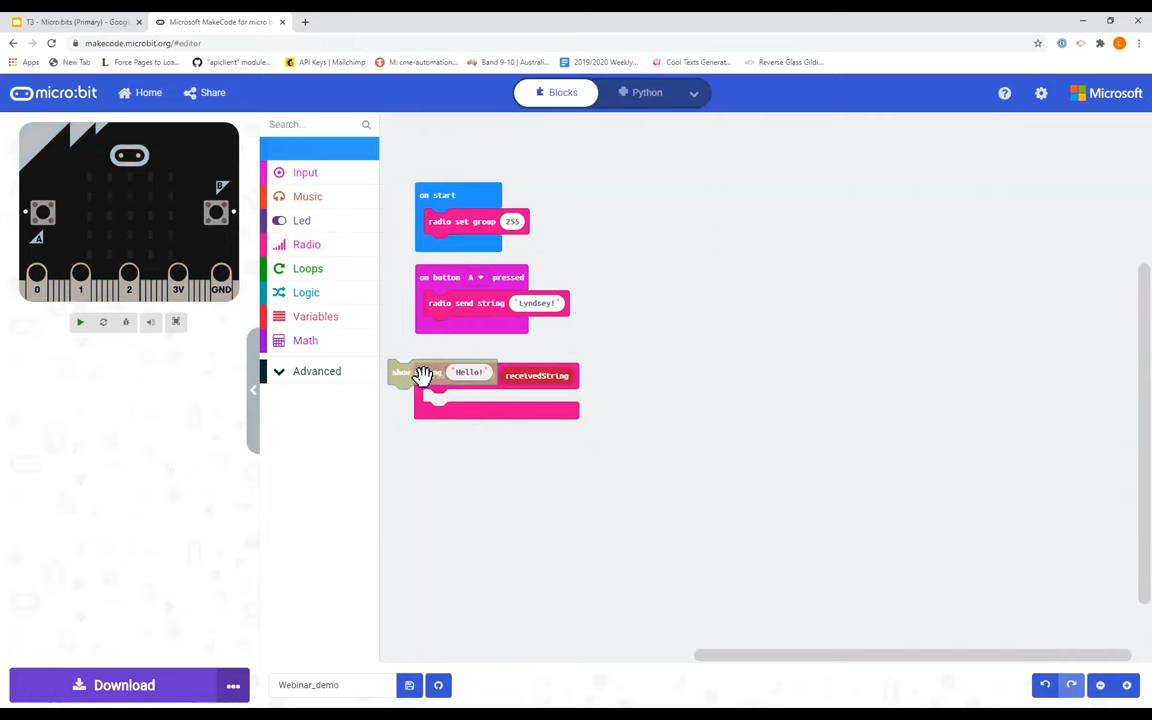 T3 - Micro:bits (Primary) - Googl
Microsoft MakeCode for micro:bi
makecode.microbit.org/#editor
Apps
New Tab
Force Pages to Loa...
"apiclient" module...
API Keys | Mailchimp
M: cme-automation...
Band 9-10 | Australi...
2019/2020 Weekly...
Cool Texts Generat...
Reverse Glass Gildi...
L
micro:bit
Home
Share
Blocks
Python
Microsoft
Search...
Input
Music
Led
Radio
Loops
Logic
Variables
Math
Advanced
A
B
0
1
2
3V
GND
on start
radio set group 255
on button A pressed
radio send string "Lyndsey!"
"Hello!"
receivedString
Download
Webinar_demo